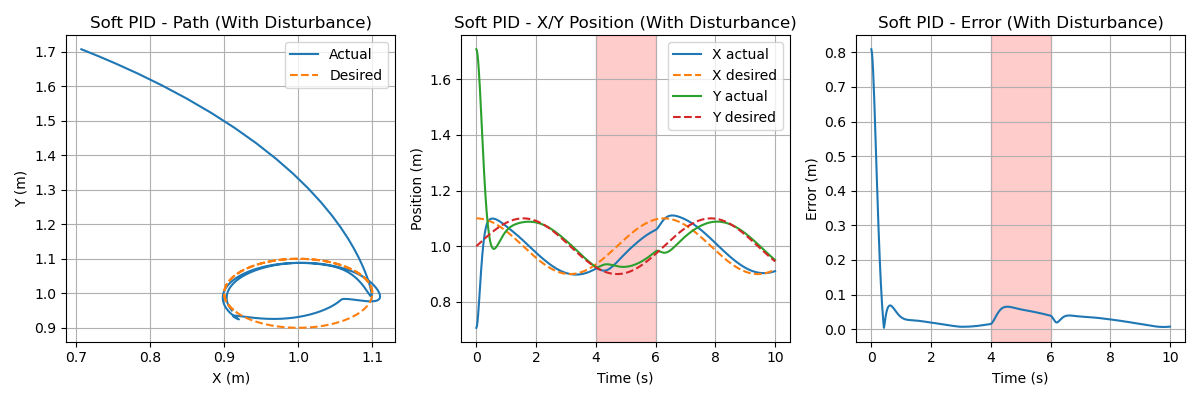 Soft PID - Path (With Disturbance)
Actual
Desired
1.7
1.6
1.5
1.4
1.3
1.2
1.1
1.0
0.9
Y (m)
0.7 0.8 0.9 1.0 1.1
X (m)
Soft PID - X/Y Position (With Disturbance)
X actual
X desired
Y actual
Y desired
1.6
1.4
1.2
1.0
0.8
Position (m)
0 2 4 6 8 10
Time (s)
Soft PID - Error (With Disturbance)
0.8
0.7
0.6
0.5
0.4
0.3
0.2
0.1
0.0
Error (m)
0 2 4 6 8 10
Time (s)